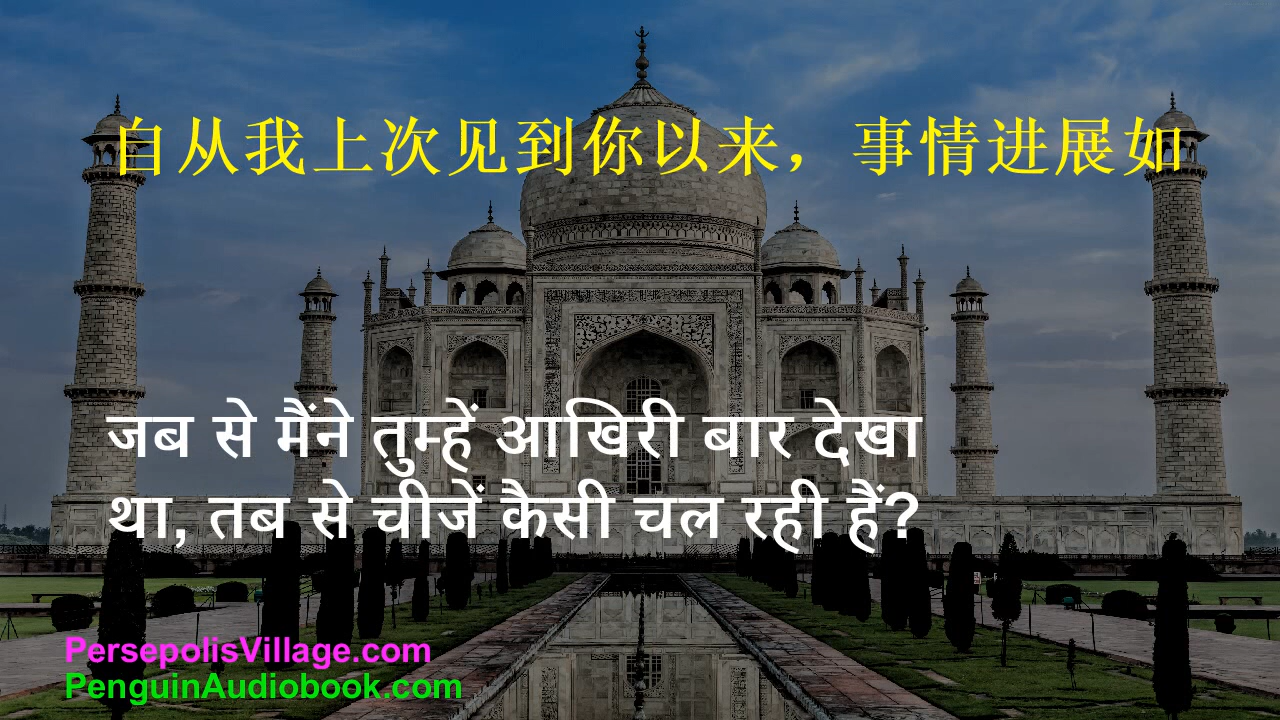 自从我上次见到你以来，事情进展如
जब से मैंने तुम्हें आखिरी बार देखा
था, तब से चीजें कैसी चल रही हैं?
PersepolisVillage.com
PenguinAudiobook.com